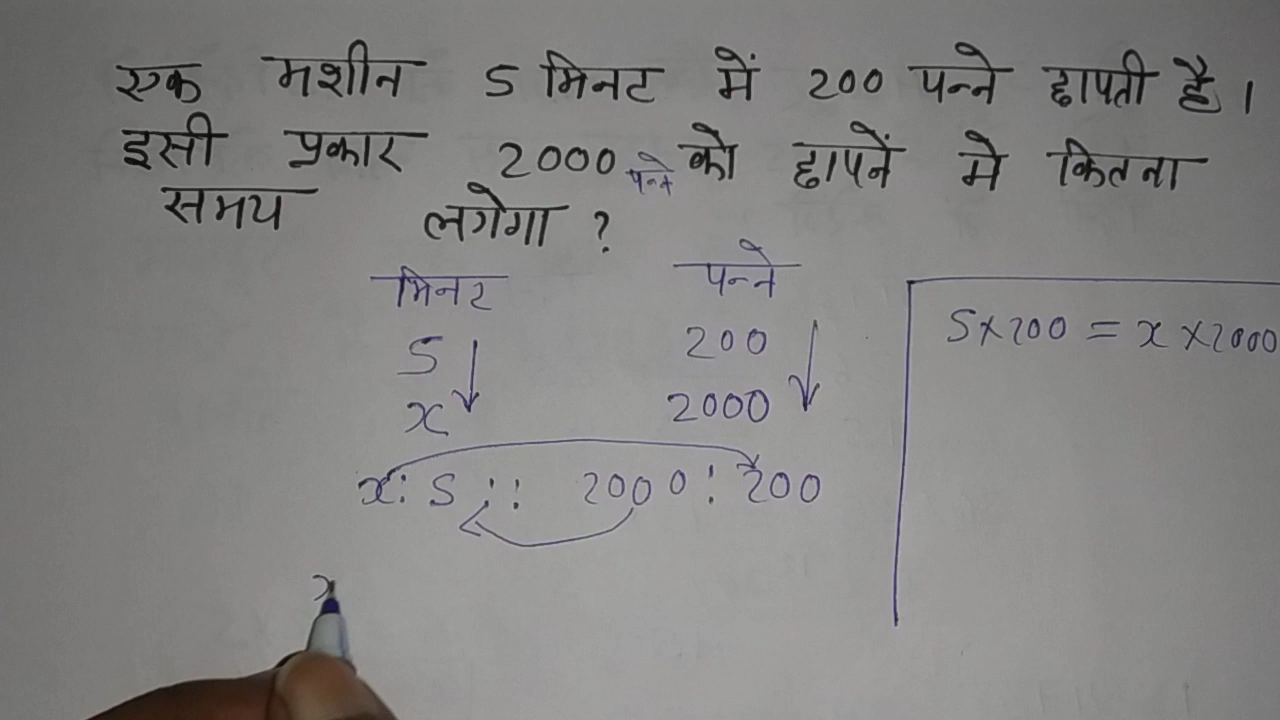 एक मशीन 5 मिनट में 200 पन्ने छापती है।
इसी प्रकार 2000 पन्ने को छापनें मे कितना
समय लगेगा ?
मिनट पन्ने
5 200
x 2000
x : 5 :: 2000 : 200
x
5 × 200 = x × 2000